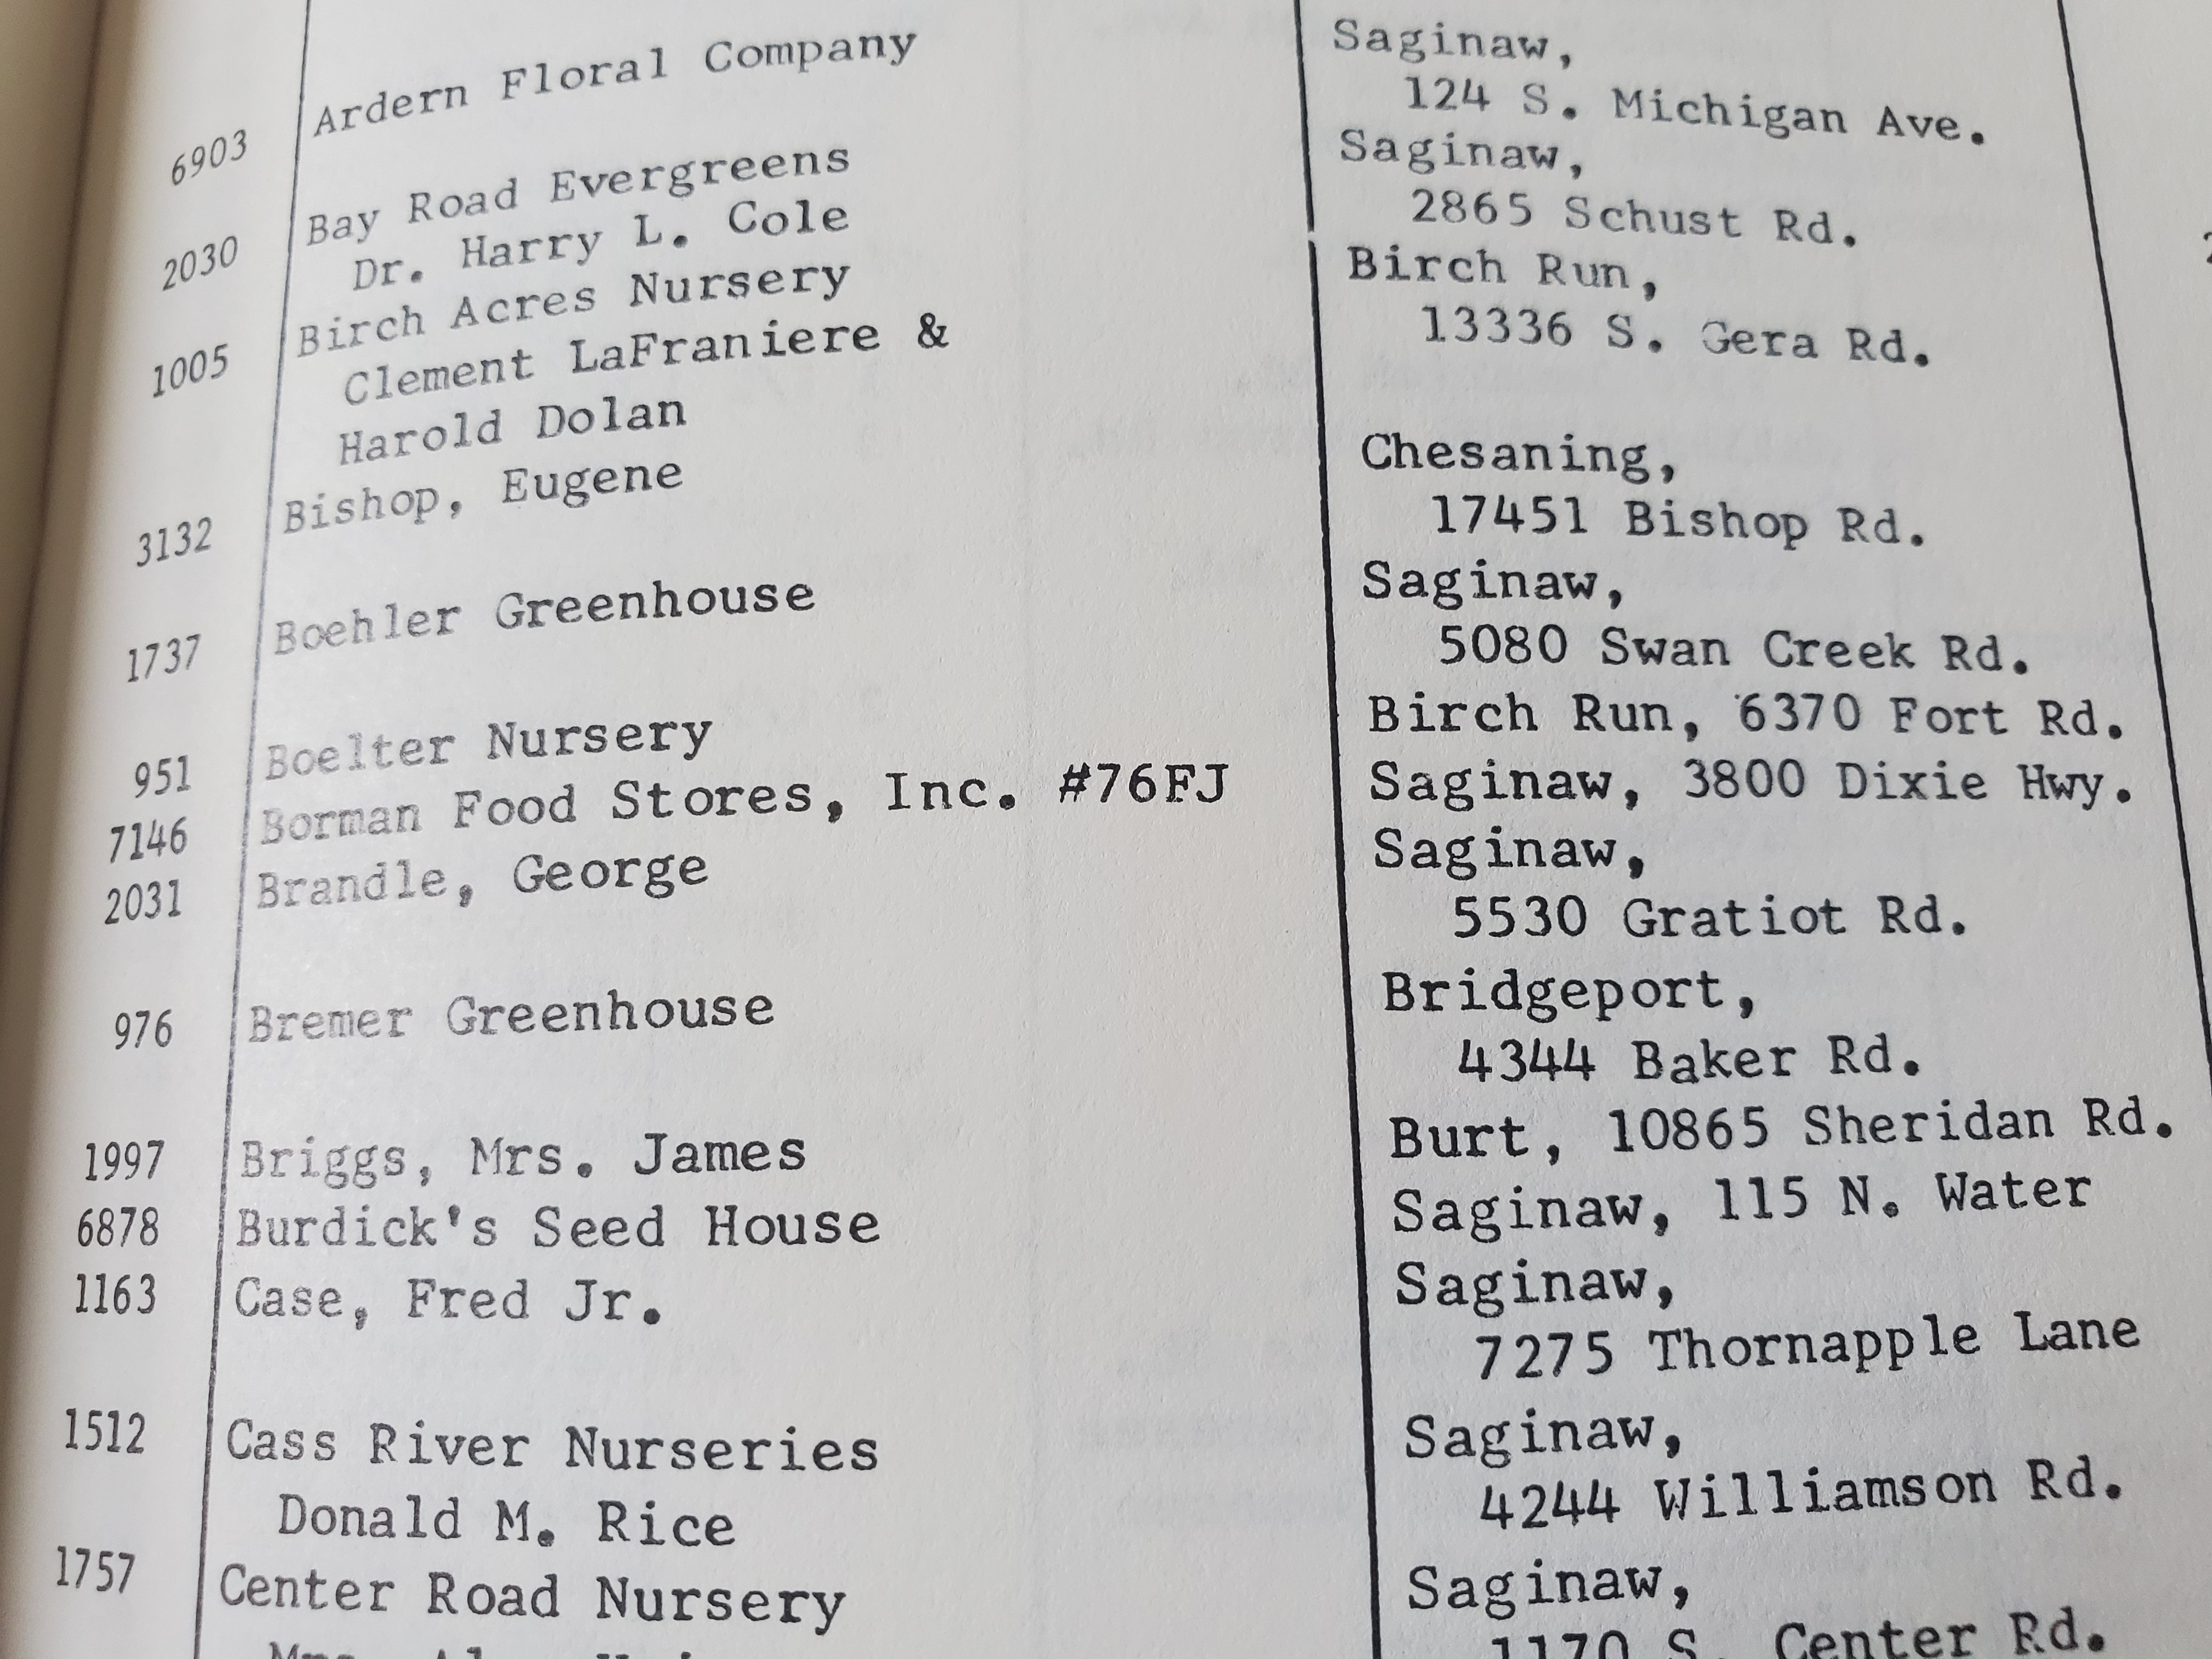 6903 Ardern Floral Company Saginaw,
124 S. Michigan Ave.
2030 Bay Road Evergreens Saginaw,
Dr. Harry L. Cole 2865 Schust Rd.
1005 Birch Acres Nursery Birch Run,
Clement LaFraniere & 13336 S. Gera Rd.
Harold Dolan
3132 Bishop, Eugene Chesaning,
17451 Bishop Rd.
1737 Boehler Greenhouse Saginaw,
5080 Swan Creek Rd.
951 Boelter Nursery Birch Run, 6370 Fort Rd.
7146 Borman Food Stores, Inc. #76FJ Saginaw, 3800 Dixie Hwy.
2031 Brandle, George Saginaw,
5530 Gratiot Rd.
976 Bremer Greenhouse Bridgeport,
4344 Baker Rd.
1997 Briggs, Mrs. James Burt, 10865 Sheridan Rd.
6878 Burdick's Seed House Saginaw, 115 N. Water
1163 Case, Fred Jr. Saginaw,
7275 Thornapple Lane
1512 Cass River Nurseries Saginaw,
Donald M. Rice 4244 Williamson Rd.
1757 Center Road Nursery Saginaw,
1170 S. Center Rd.